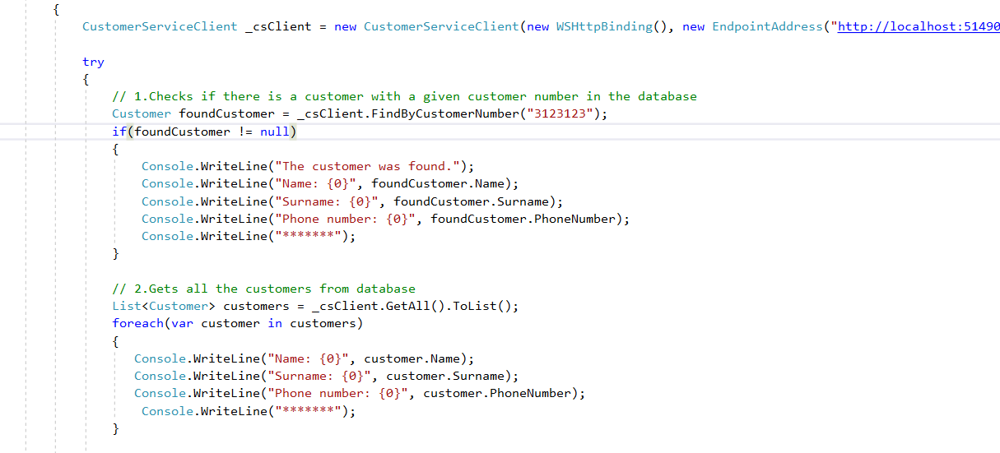 {
CustomerServiceClient _csClient = new CustomerServiceClient(new WSHttpBinding(), new EndpointAddress("http://localhost:51490
try
{
// 1.Checks if there is a customer with a given customer number in the database
Customer foundCustomer = _csClient.FindByCustomerNumber("3123123");
if(foundCustomer != null)
{
Console.WriteLine("The customer was found.");
Console.WriteLine("Name: {0}", foundCustomer.Name);
Console.WriteLine("Surname: {0}", foundCustomer.Surname);
Console.WriteLine("Phone number: {0}", foundCustomer.PhoneNumber);
Console.WriteLine("*******");
}
// 2.Gets all the customers from database
List<Customer> customers = _csClient.GetAll().ToList();
foreach(var customer in customers)
{
Console.WriteLine("Name: {0}", customer.Name);
Console.WriteLine("Surname: {0}", customer.Surname);
Console.WriteLine("Phone number: {0}", customer.PhoneNumber);
Console.WriteLine("*******");
}